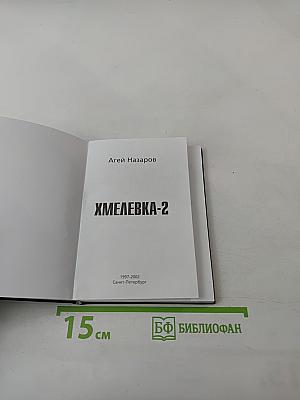 Агей Назаров
ХМЕЛЕВКА-2
1997-2002
Санкт-Петербург
15 см
БФ БИБЛИОФАН